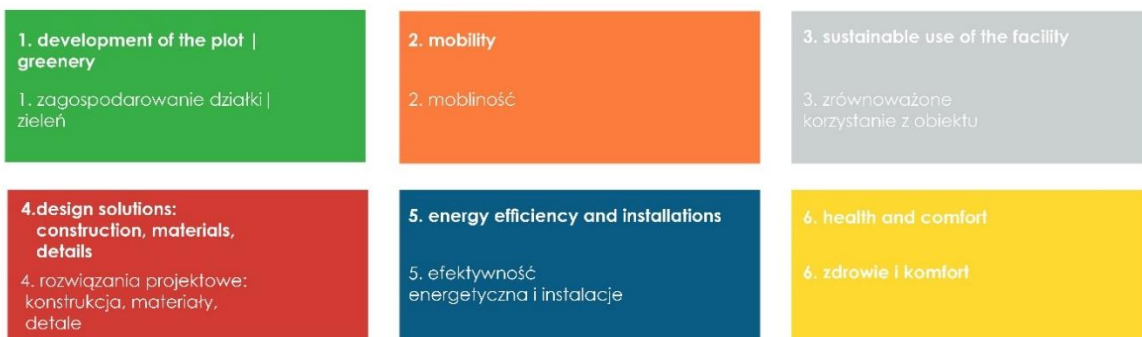 1. development of the plot |
greenery
1. zagospodarowanie działki|
zieleń
2. mobility
2. mobliność
3. sustainable use of the facility
3. zrównoważone
korzystanie z obiektu
4.design solutions:
construction, materials,
details
4. rozwiązania projektowe:
konstrukcja, materiały,
detale
5. energy efficiency and installations
5. efektywność
energetyczna i instalacje
6. health and comfort
6. zdrowie i komfort